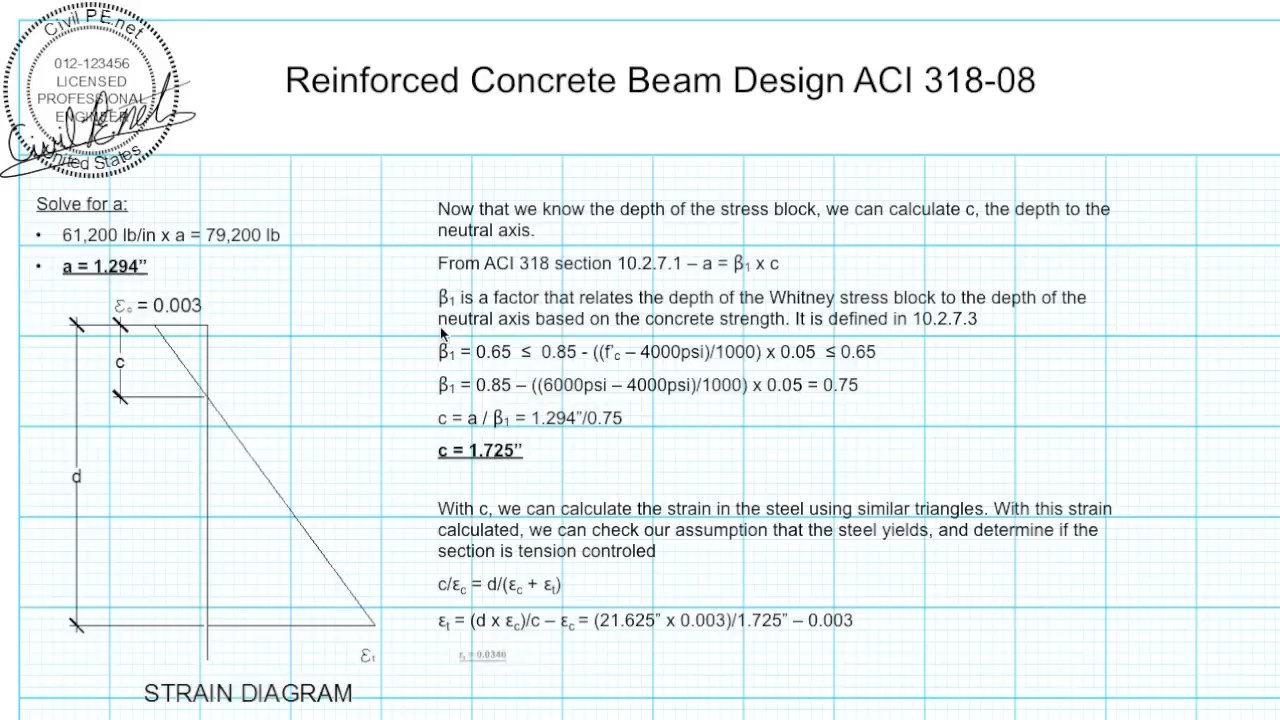 Civil PE.net
012-123456
LICENSED
PROFESSIONAL
ENGINEER
Civil PE.net
United States
Reinforced Concrete Beam Design ACI 318-08
Solve for a:
• 61,200 lb/in x a = 79,200 lb
• a = 1.294”
Ɛc = 0.003
c
d
Ɛ1
STRAIN DIAGRAM
Now that we know the depth of the stress block, we can calculate c, the depth to the
neutral axis.
From ACI 318 section 10.2.7.1 – a = β1 x c
β1 is a factor that relates the depth of the Whitney stress block to the depth of the
neutral axis based on the concrete strength. It is defined in 10.2.7.3
β1 = 0.65 ≤ 0.85 - ((f’c – 4000psi)/1000) x 0.05 ≤ 0.65
β1 = 0.85 – ((6000psi – 4000psi)/1000) x 0.05 = 0.75
c = a / β1 = 1.294”/0.75
c = 1.725”
With c, we can calculate the strain in the steel using similar triangles. With this strain
calculated, we can check our assumption that the steel yields, and determine if the
section is tension controled
c/εc = d/(εc + εt)
εt = (d x εc)/c – εc = (21.625” x 0.003)/1.725” – 0.003
εt = 0.0346